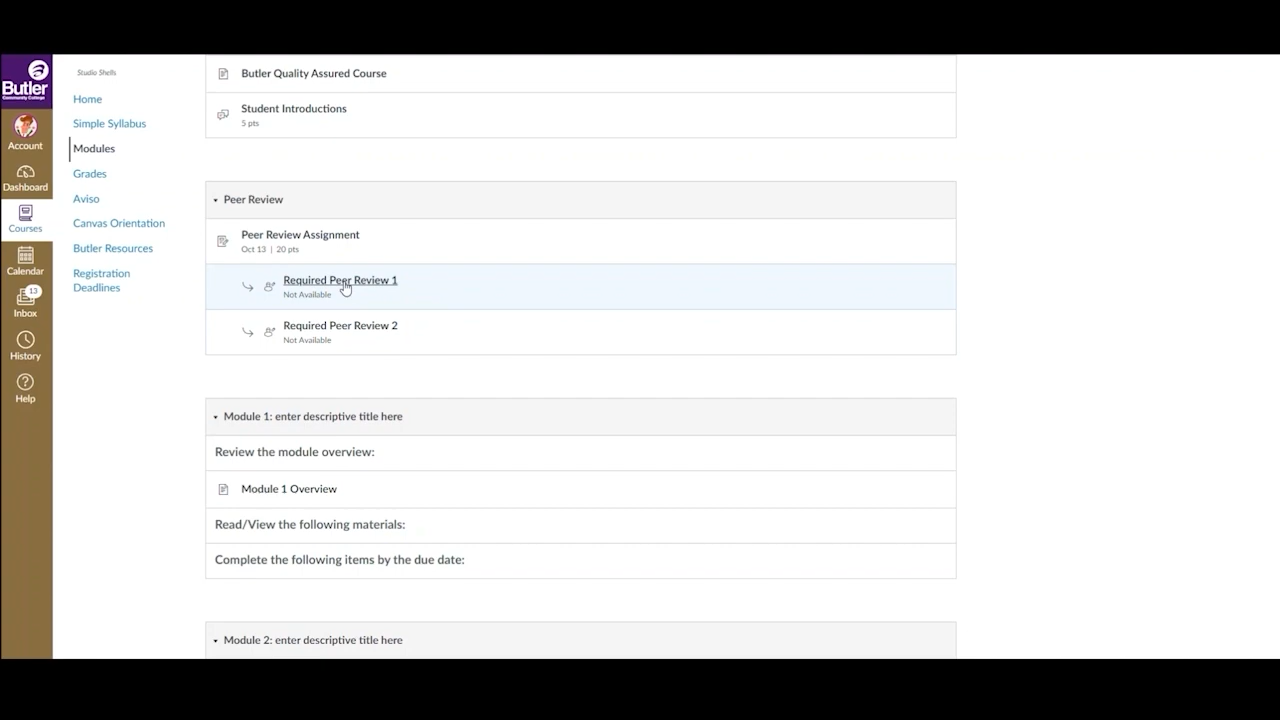 Butler
Community College
Account
Dashboard
Courses
Calendar
13
Inbox
History
Help
Studio Shells
Home
Simple Syllabus
Modules
Grades
Aviso
Canvas Orientation
Butler Resources
Registration
Deadlines
Butler Quality Assured Course
Student Introductions
5 pts
Peer Review
Peer Review Assignment
Oct 13 | 20 pts
Required Peer Review 1
Not Available
Required Peer Review 2
Not Available
Module 1: enter descriptive title here
Review the module overview:
Module 1 Overview
Read/View the following materials:
Complete the following items by the due date:
Module 2: enter descriptive title here